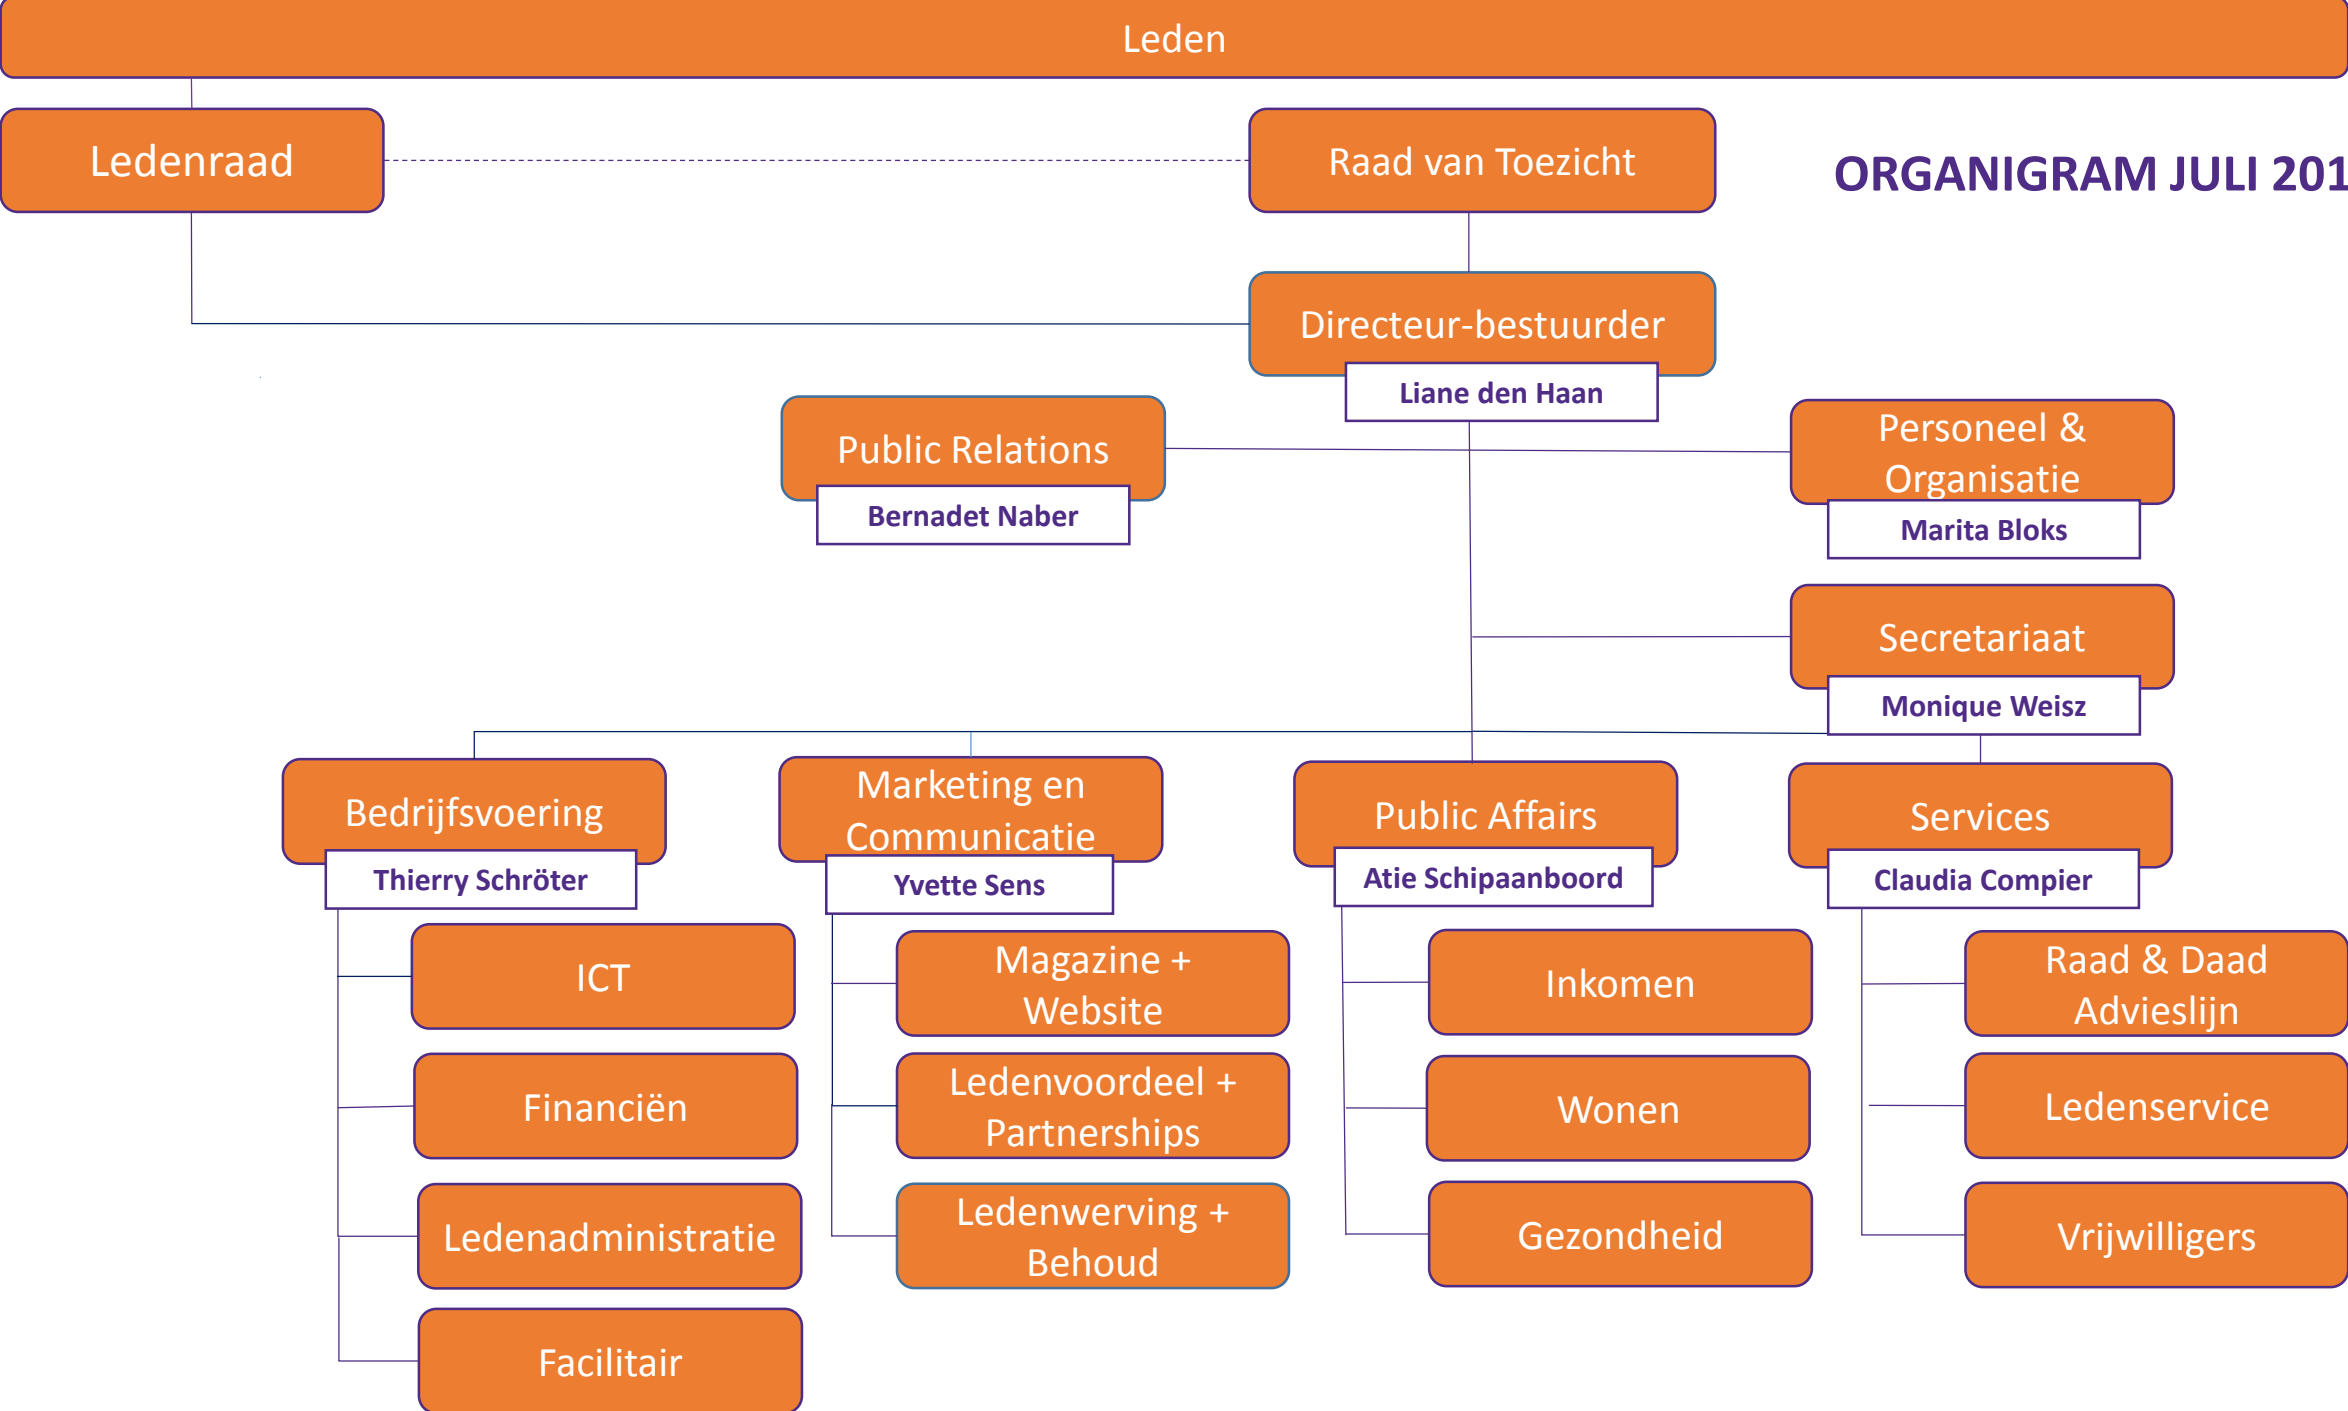 Leden
Ledenraad
Raad van Toezicht
ORGANIGRAM JULI 201
Directeur-bestuurder
Liane den Haan
Public Relations
Bernadet Naber
Personeel &
Organisatie
Marita Bloks
Secretariaat
Monique Weisz
Bedrijfsvoering
Thierry Schröter
ICT
Financiën
Ledenadministratie
Facilitair
Marketing en
Communicatie
Yvette Sens
Magazine +
Website
Ledenvoordeel +
Partnerships
Ledenwerving +
Behoud
Public Affairs
Atie Schipaanboord
Inkomen
Wonen
Gezondheid
Services
Claudia Compier
Raad & Daad
Advieslijn
Ledenservice
Vrijwilligers